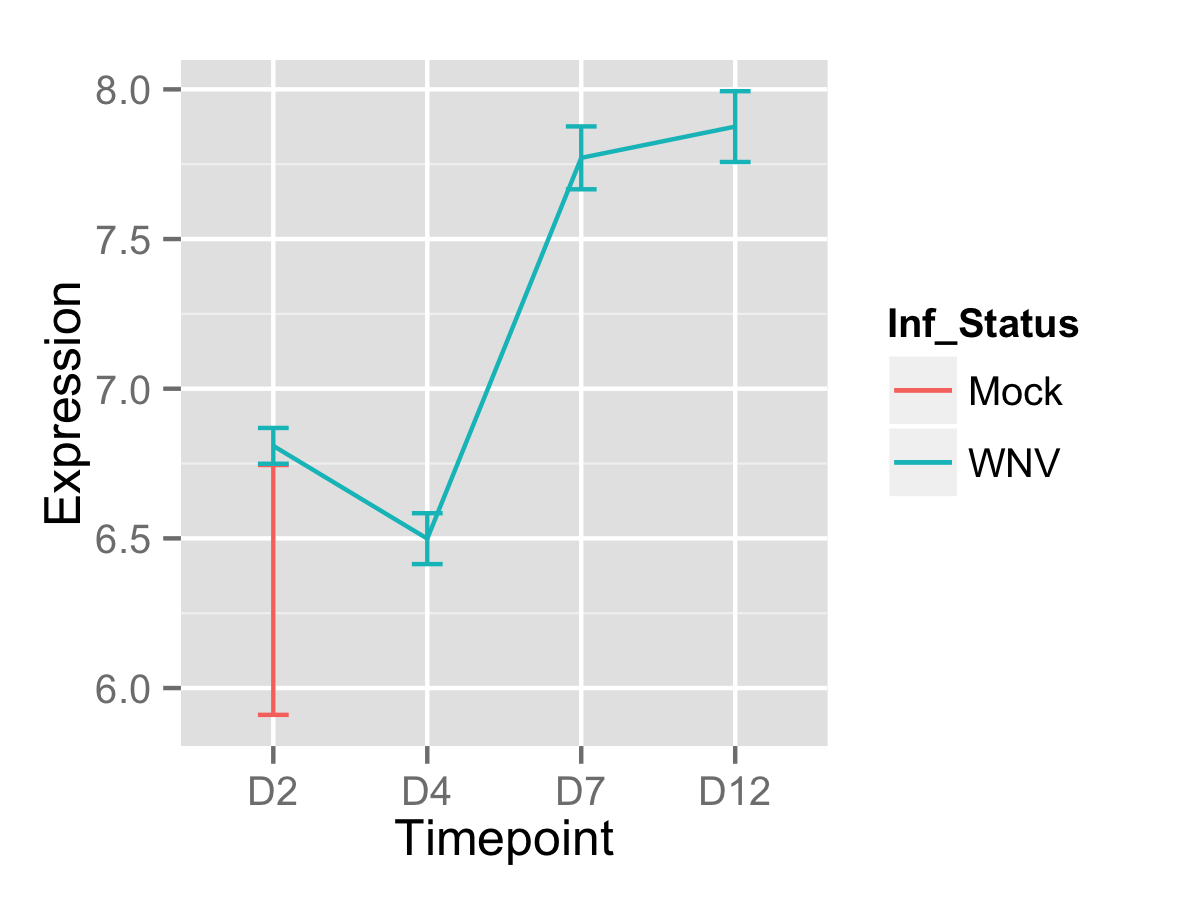 8.0
7.5
7.0
6.5
6.0
Expression
D2 D4 D7 D12
Timepoint
Inf_Status
Mock
WNV